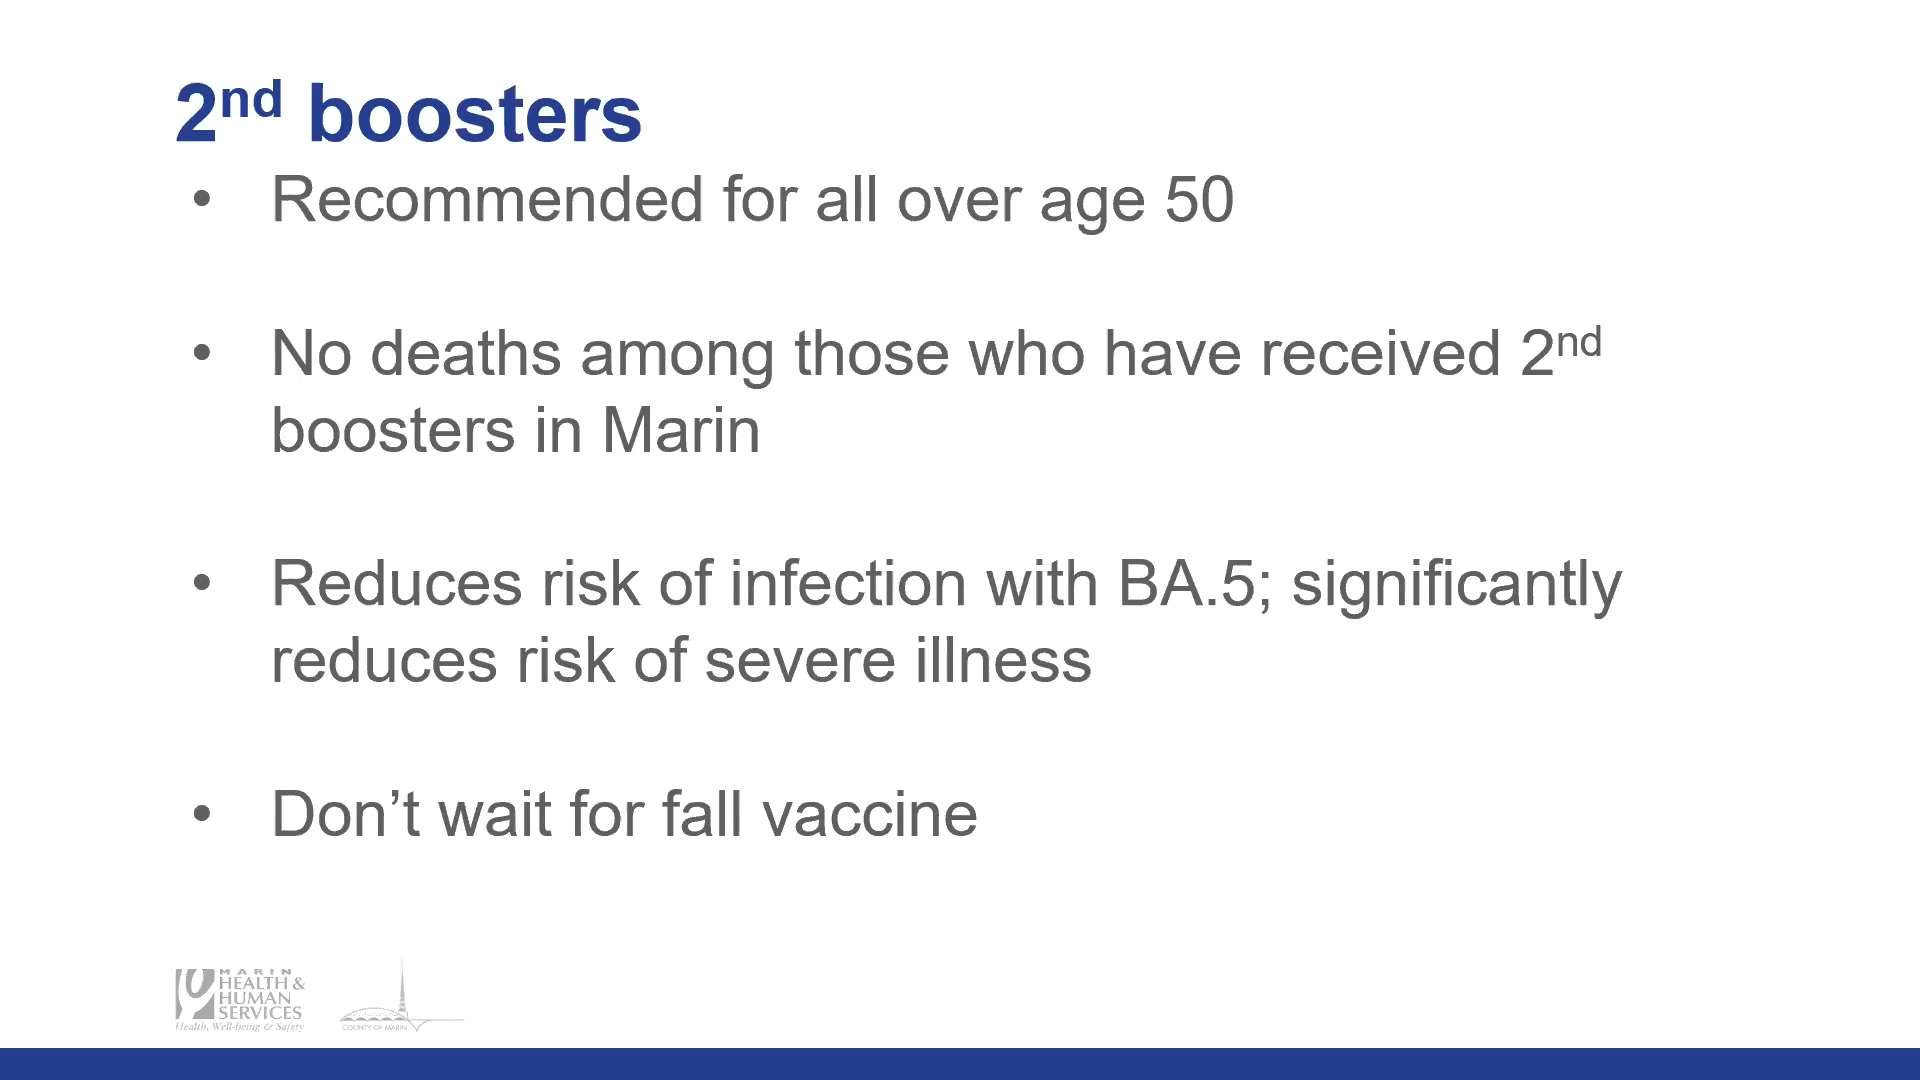 2nd boosters
• Recommended for all over age 50
• No deaths among those who have received 2nd
boosters in Marin
• Reduces risk of infection with BA.5; significantly
reduces risk of severe illness
• Don’t wait for fall vaccine
MARIN
HEALTH &
HUMAN
SERVICES
Health, Well-being & Safety
COUNTY OF MARIN